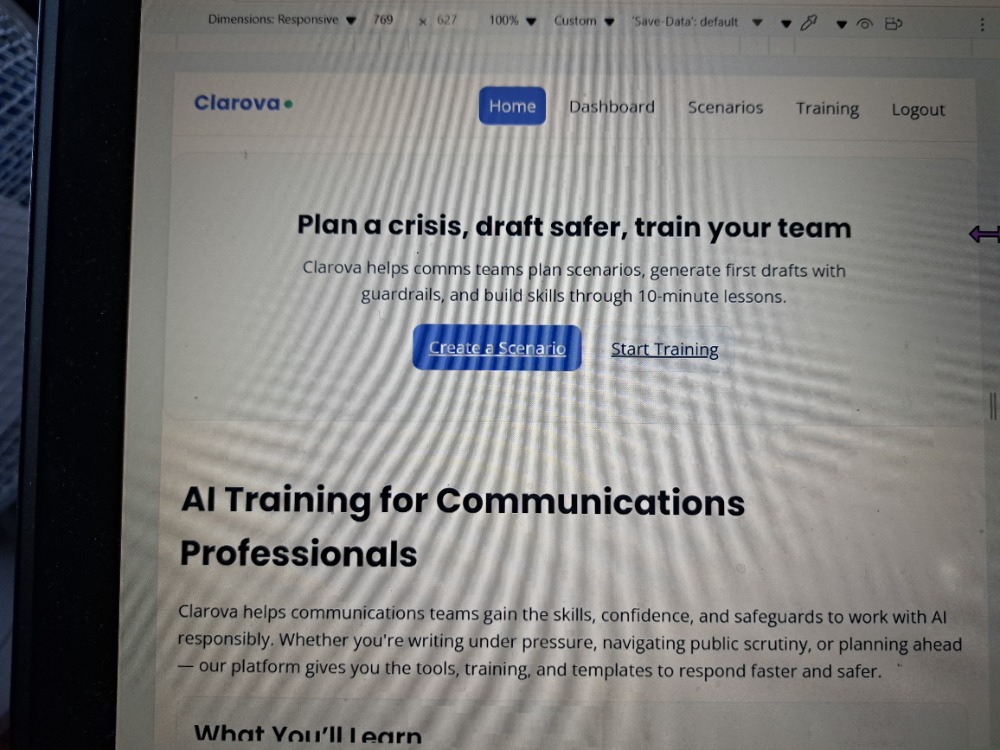 Dimensions: Responsive 769 × 627 100% Custom 'Save-Data': default
Clarova Home Dashboard Scenarios Training Logout
Plan a crisis, draft safer, train your team
Clarova helps comms teams plan scenarios, generate first drafts with
guardrails, and build skills through 10-minute lessons.
Create a Scenario Start Training
AI Training for Communications
Professionals
Clarova helps communications teams gain the skills, confidence, and safeguards to work with AI
responsibly. Whether you're writing under pressure, navigating public scrutiny, or planning ahead
— our platform gives you the tools, training, and templates to respond faster and safer.
What You'll Learn